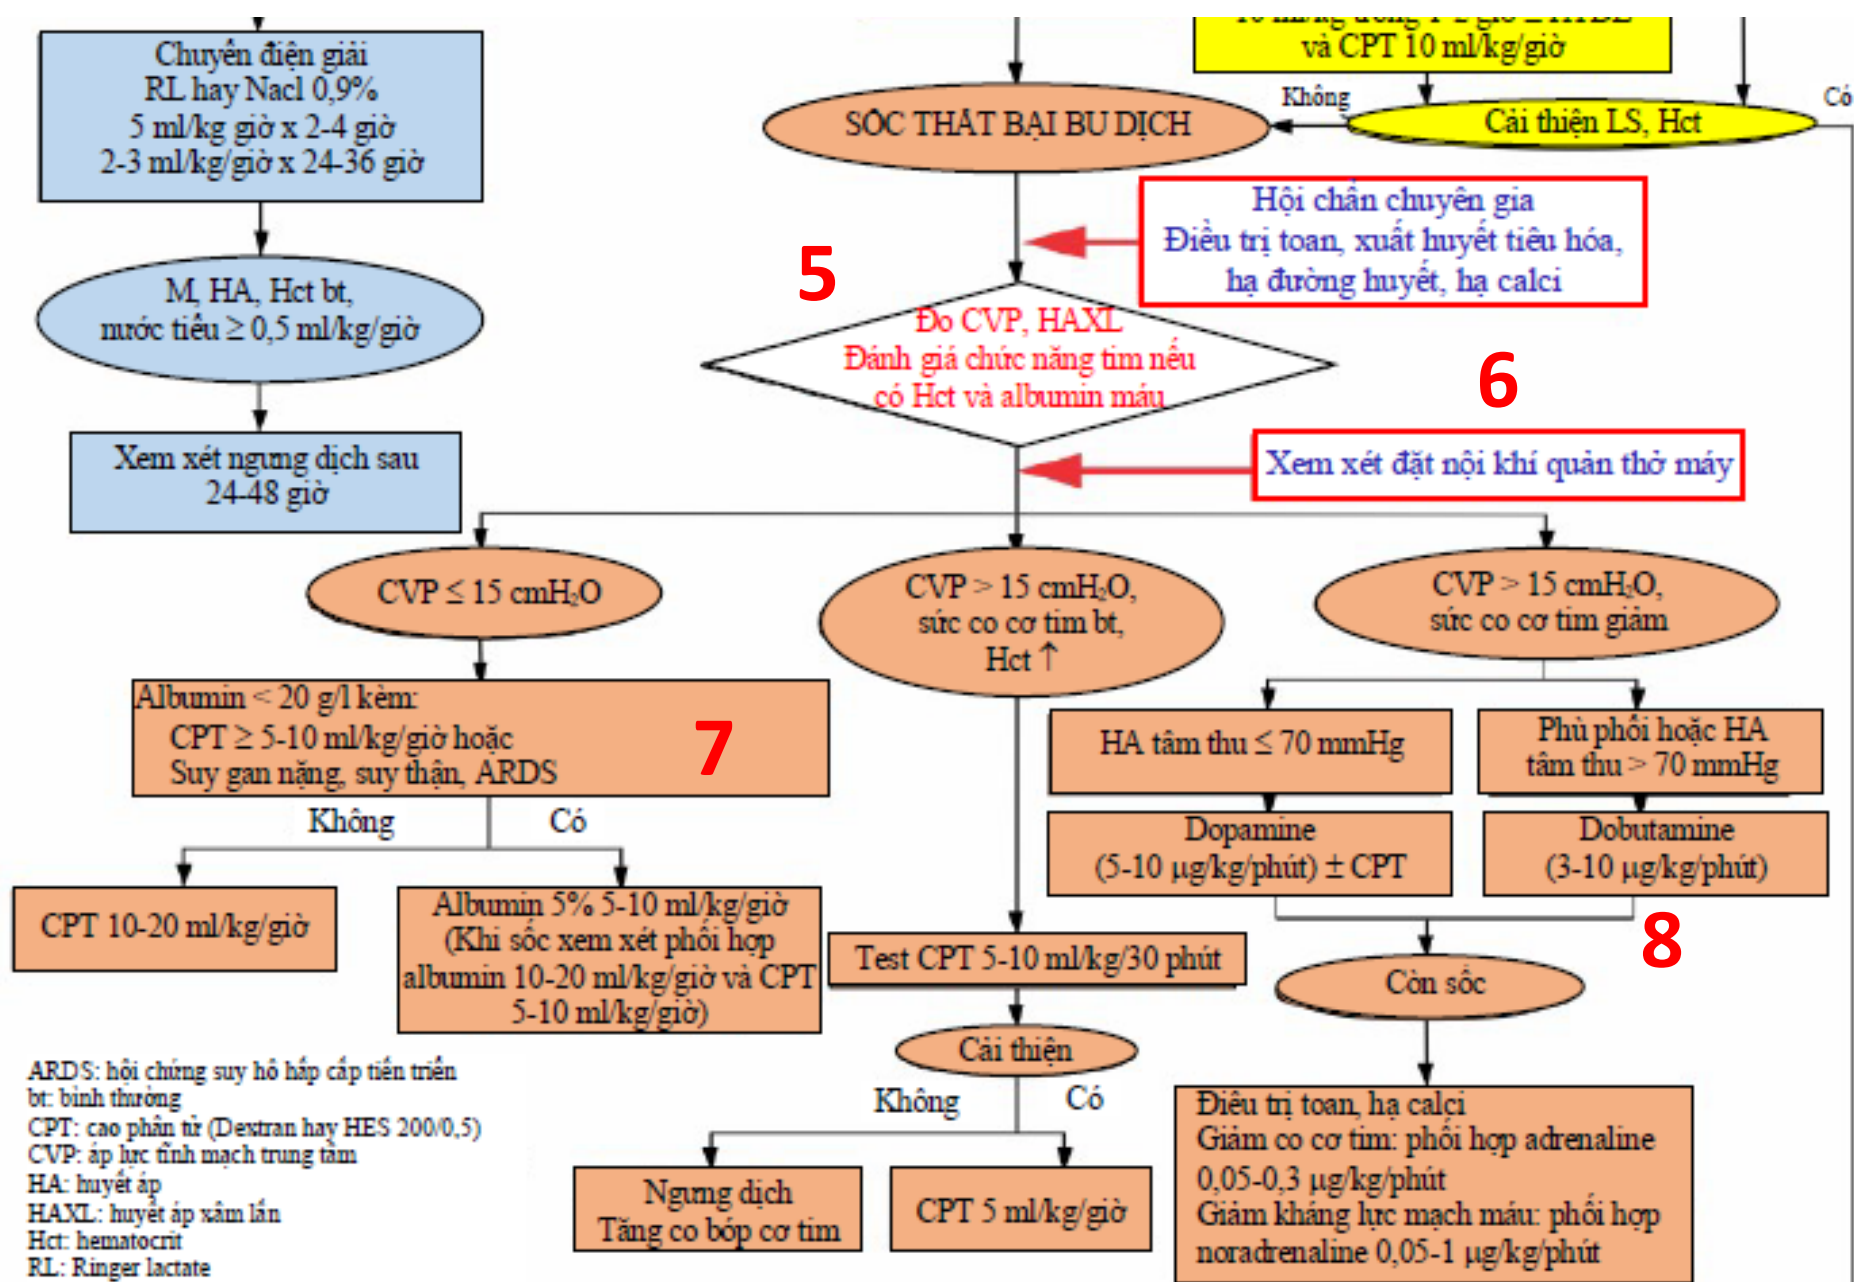 Chuyển điện giải
RL hay Nacl 0,9%
5 ml/kg giờ x 2-4 giờ
2-3 ml/kg/giờ x 24-36 giờ
M, HA, Hct bt,
nước tiểu ≥ 0,5 ml/kg/giờ
Xem xét ngưng dịch sau
24-48 giờ
và CPT 10 ml/kg/giờ
Không
Có
Cải thiện LS, Hct
SỐC THẤT BẠI BU DỊCH
Hội chẩn chuyên gia
Điều trị toan, xuất huyết tiêu hóa,
hạ đường huyết, hạ calci
5
Đo CVP, HAXL
Đánh giá chức năng tim nếu
có Hct và albumin máu
6
Xem xét đặt nội khí quản thở máy
CVP ≤ 15 cmH₂O
CVP > 15 cmH₂O,
sức co cơ tim bt,
Hct ↑
CVP > 15 cmH₂O,
sức co cơ tim giảm
Albumin < 20 g/l kèm:
CPT ≥ 5-10 ml/kg/giờ hoặc
Suy gan nặng, suy thận, ARDS
7
Không
Có
CPT 10-20 ml/kg/giờ
Albumin 5% 5-10 ml/kg/giờ
(Khi sốc xem xét phối hợp
albumin 10-20 ml/kg/giờ và CPT
5-10 ml/kg/giờ)
HA tâm thu ≤ 70 mmHg
Phù phổi hoặc HA
tâm thu > 70 mmHg
Dopamine
(5-10 μg/kg/phút) ± CPT
Dobutamine
(3-10 μg/kg/phút)
8
Test CPT 5-10 ml/kg/30 phút
Cải thiện
Không
Có
Ngưng dịch
Tăng co bóp cơ tim
CPT 5 ml/kg/giờ
Còn sốc
Điều trị toan, hạ calci
Giảm co cơ tim: phối hợp adrenaline
0,05-0,3 μg/kg/phút
Giảm kháng lực mạch máu: phối hợp
noradrenaline 0,05-1 μg/kg/phút
ARDS: hội chứng suy hô hấp cấp tiến triển
bt: bình thường
CPT: cao phân tử (Dextran hay HES 200/0,5)
CVP: áp lực tĩnh mạch trung tâm
HA: huyết áp
HAXL: huyết áp xâm lấn
Hct: hematocrit
RL: Ringer lactate